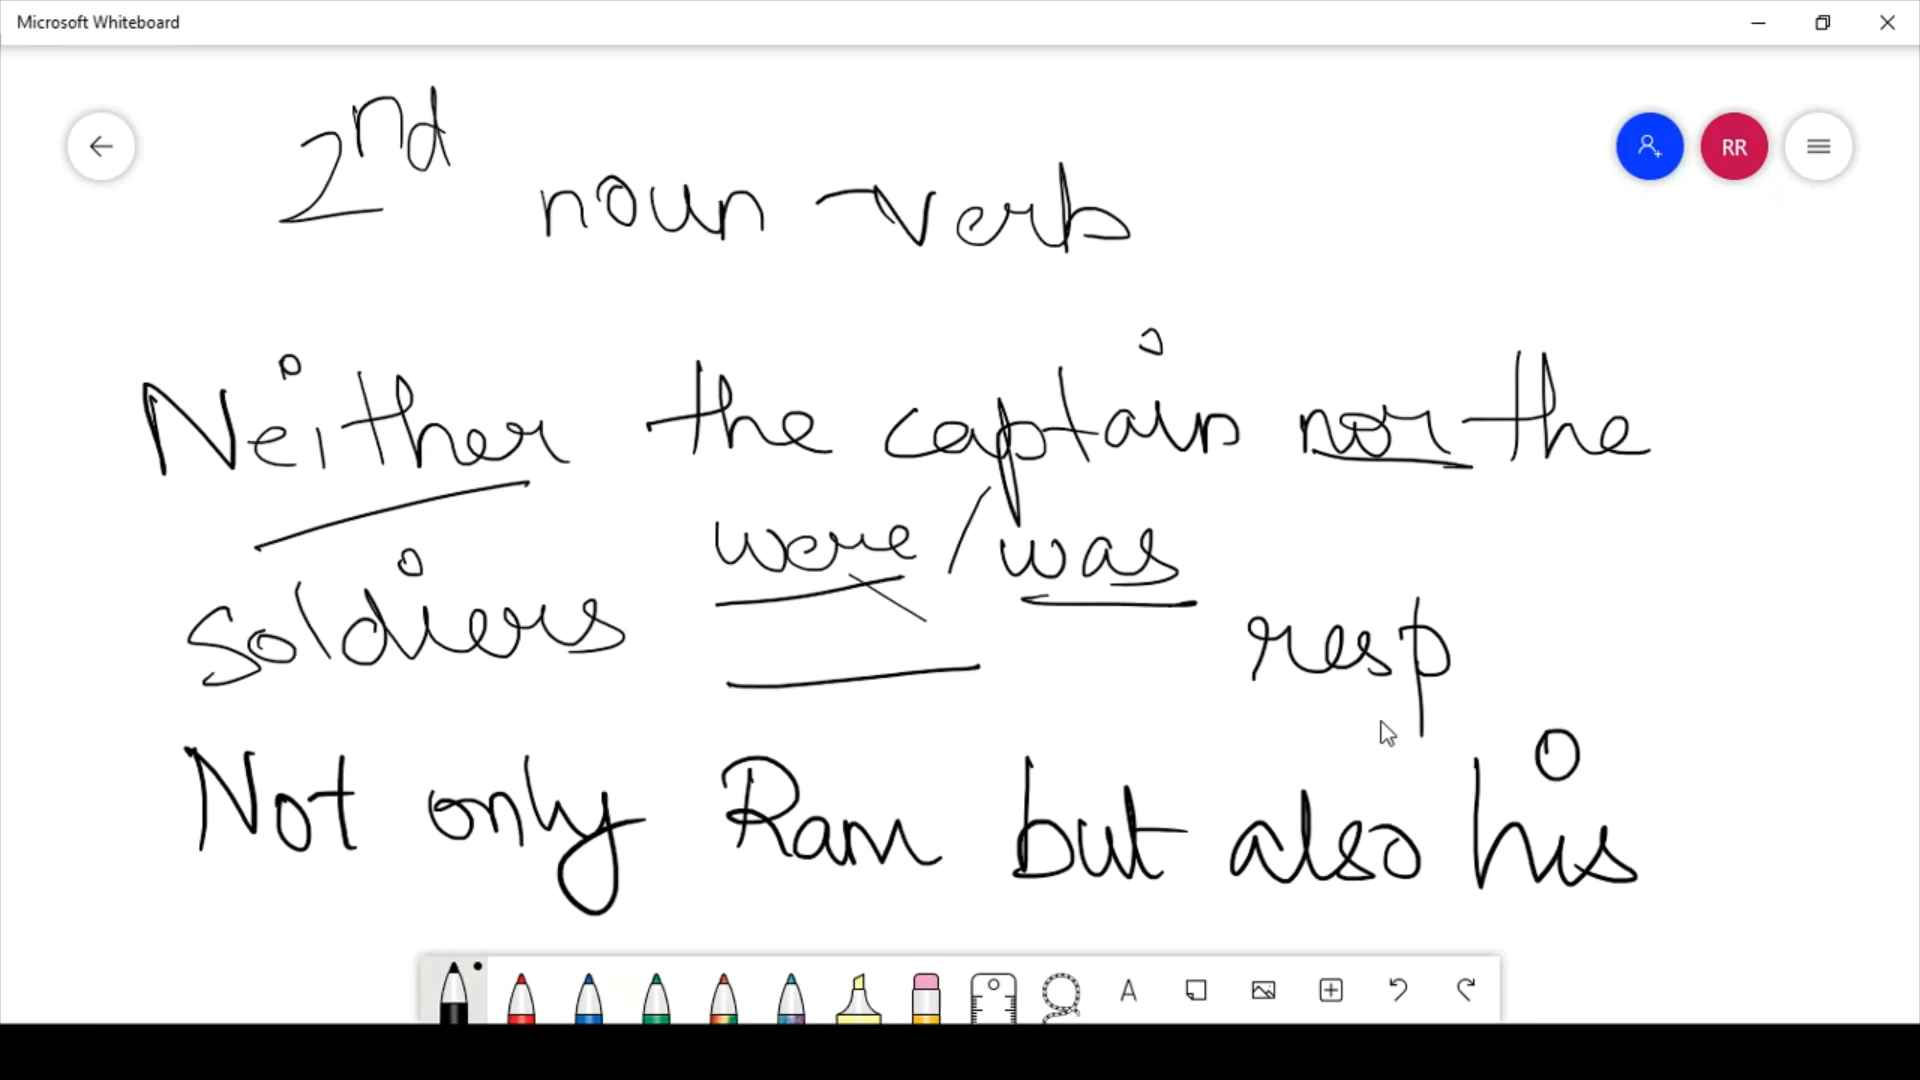 Microsoft Whiteboard
RR
2nd noun verb
Neither the captain nor the
were / was
soldiers resp
Not only Ram but also his
A